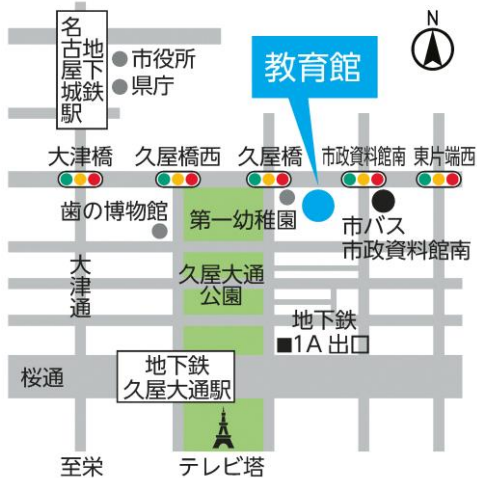 N
地下鉄
名古屋城駅
市役所
県庁
教育館
大津橋
久屋橋西
久屋橋
市政資料館南
東片端西
歯の博物館
第一幼稚園
市バス
市政資料館南
大津通
久屋大通
公園
地下鉄
■1A 出口
桜通
地下鉄
久屋大通駅
至栄
テレビ塔